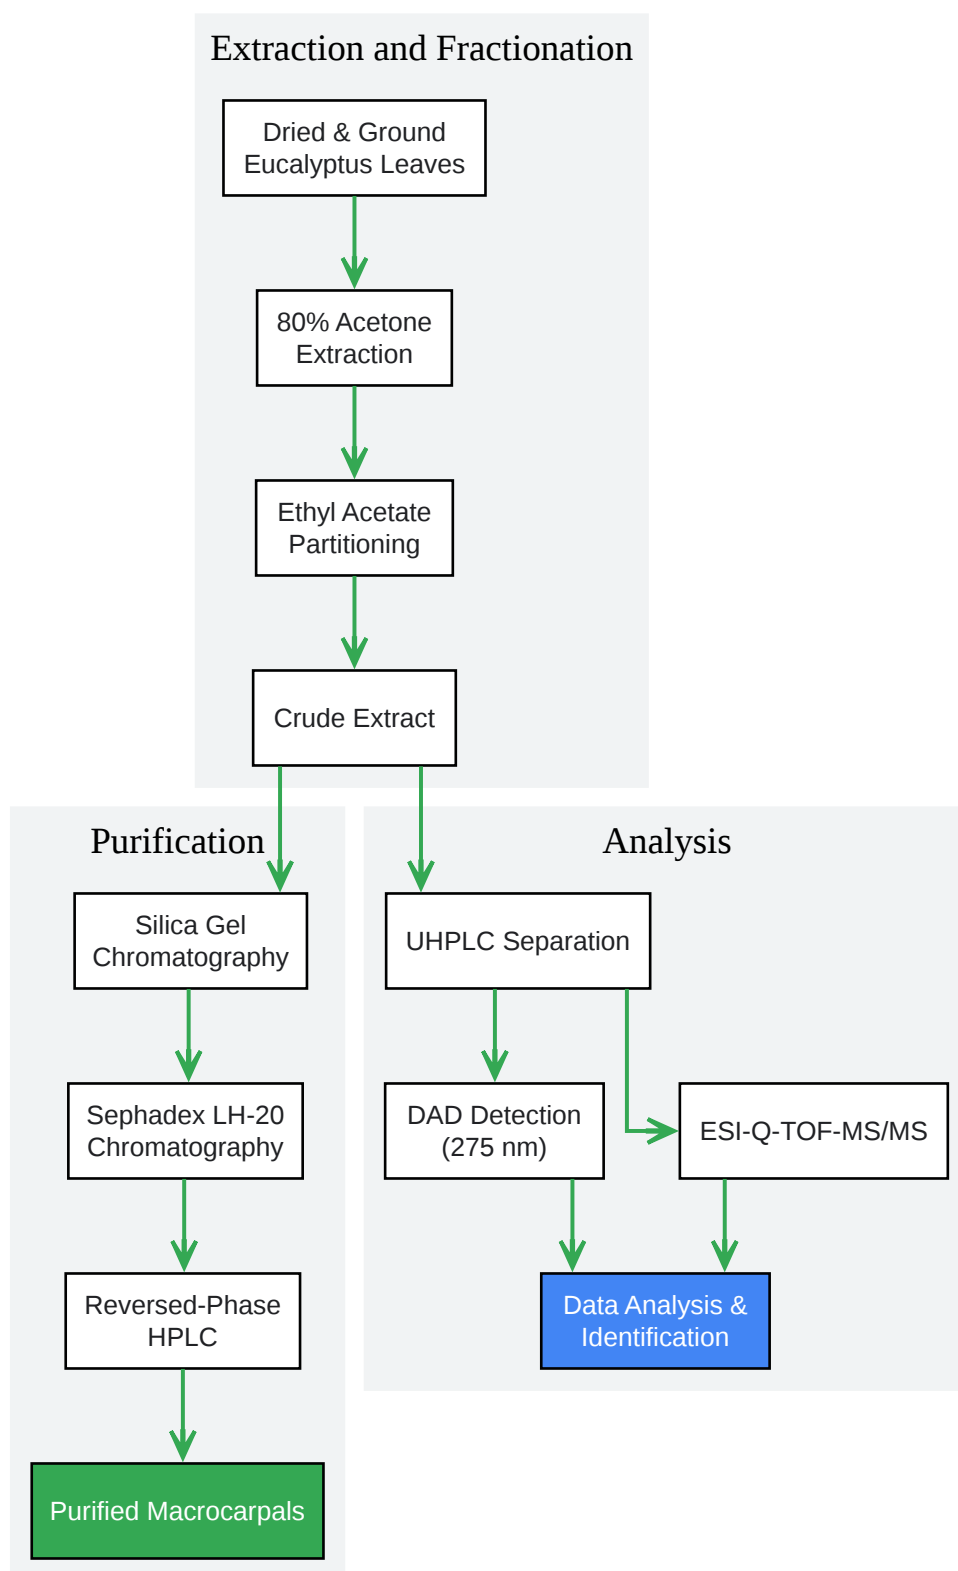 Extraction and Fractionation
Dried & Ground
Eucalyptus Leaves
80% Acetone
Extraction
Ethyl Acetate
Partitioning
Crude Extract
Purification
Silica Gel
Chromatography
Sephadex LH-20
Chromatography
Reversed-Phase
HPLC
Purified Macrocarpals
Analysis
UHPLC Separation
DAD Detection
(275 nm)
ESI-Q-TOF-MS/MS
Data Analysis &
Identification